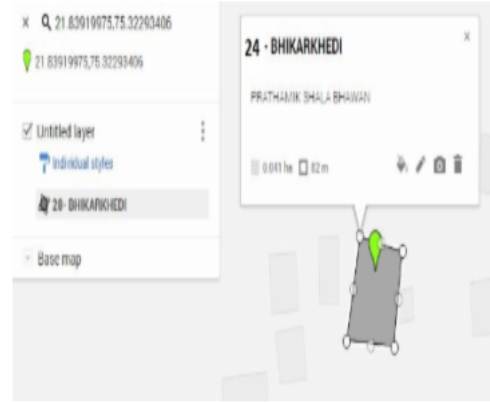 21.83919975,75.32293406
21.83919975,75.32293406
Untitled layer
Individual styles
28- BHIKARKHEDI
Base map
24 - BHIKARKHEDI
PRATHAMIK SHALA BHAWAN
0.041 ha 82 m